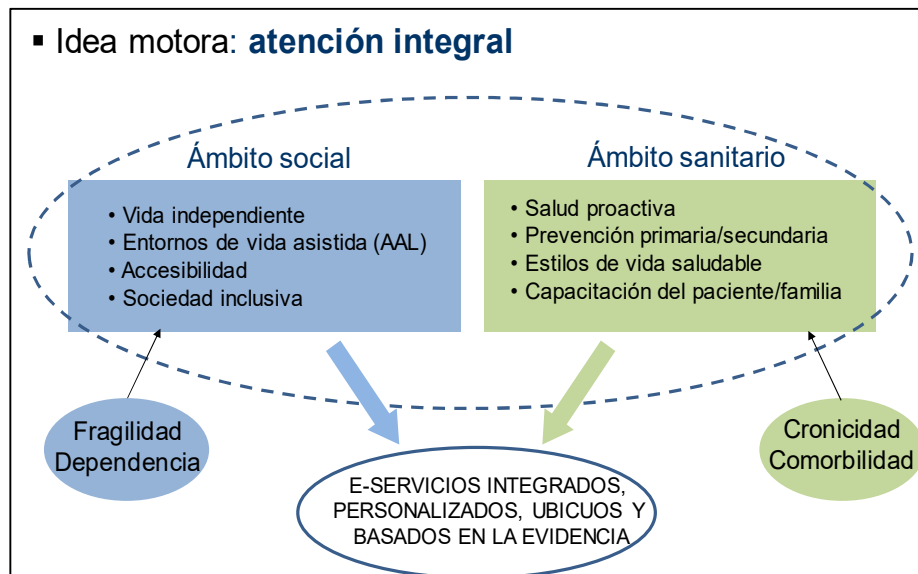 ▪ Idea motora: atención integral
Ámbito social
• Vida independiente
• Entornos de vida asistida (AAL)
• Accesibilidad
• Sociedad inclusiva
Ámbito sanitario
• Salud proactiva
• Prevención primaria/secundaria
• Estilos de vida saludable
• Capacitación del paciente/familia
Fragilidad
Dependencia
Cronicidad
Comorbilidad
E-SERVICIOS INTEGRADOS,
PERSONALIZADOS, UBICUOS Y
BASADOS EN LA EVIDENCIA